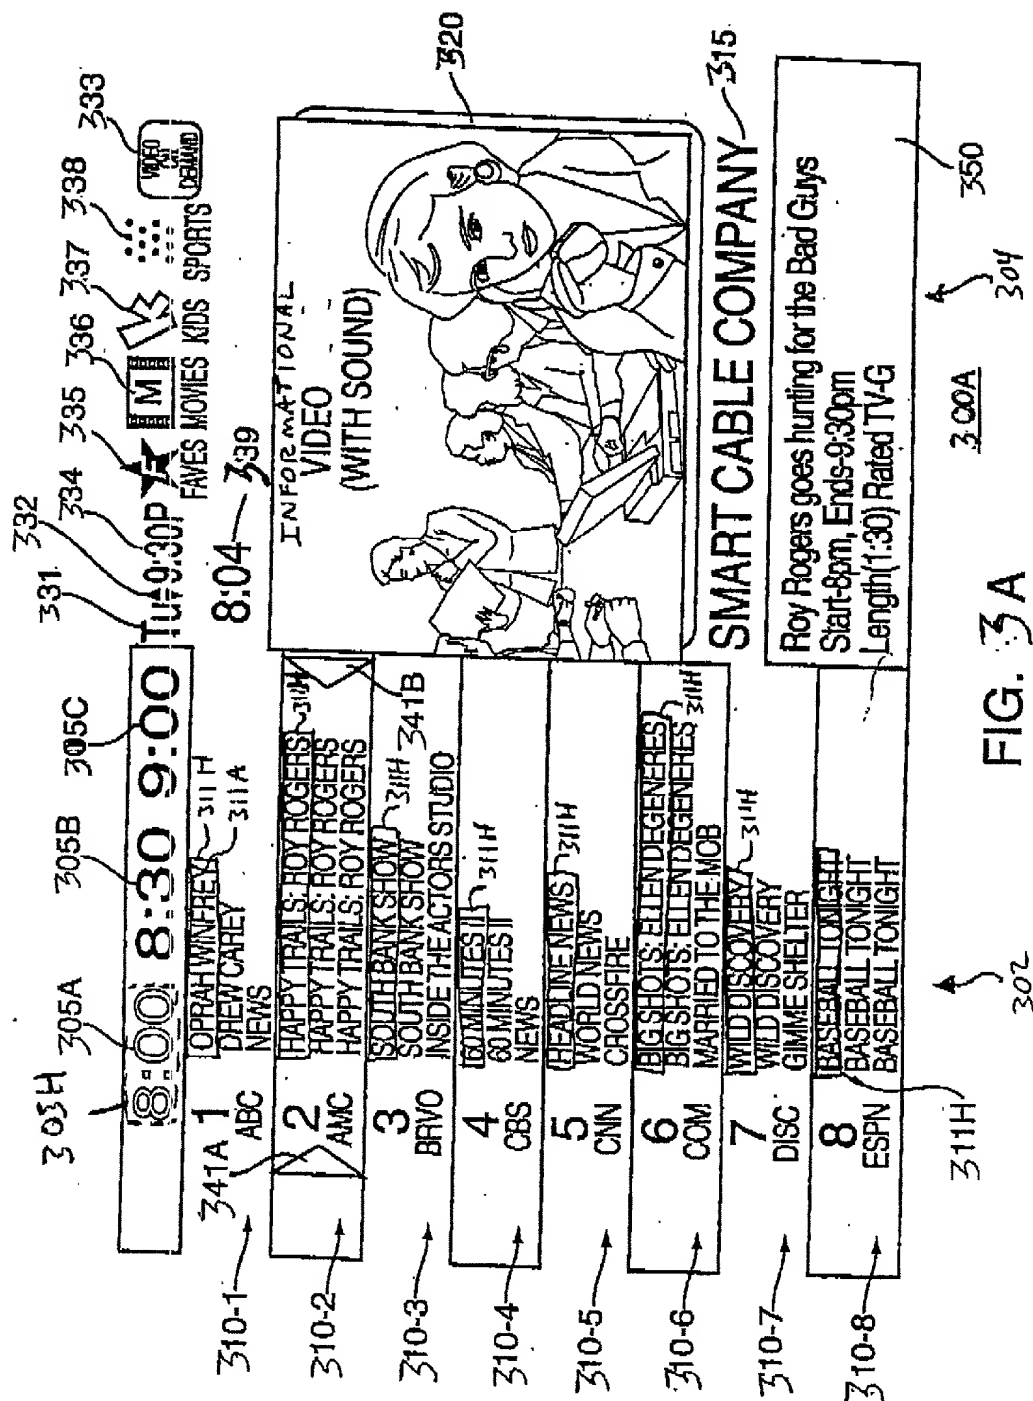 303H 305A 305B 305C 331 332 334 335 336 337 338 333
8:00 8:30 9:00 Tu 9:30P
F M K VIDEO DEMAND
FAVES MOVIES KIDS SPORTS
8:04 339
341A
310-1
1 ABC
OPRAH WINFREY 311H
DREW CAREY 311A
NEWS
310-2
2 AMC
HAPPY TRAILS: ROY ROGERS 311H
HAPPY TRAILS: ROY ROGERS
HAPPY TRAILS: ROY ROGERS
341B
310-3
3 BRVO
SOUTH BANK SHOW 311H
SOUTH BANK SHOW
INSIDE THE ACTORS STUDIO
310-4
4 CBS
60 MINUTES II 311H
60 MINUTES II
NEWS
310-5
5 CNN
HEADLINE NEWS 311H
WORLD NEWS
CROSSFIRE
310-6
6 COM
BIG SHOTS: ELLEN DEGENERES 311H
BIG SHOTS: ELLEN DEGENERIES
MARRIED TO THE MOB
310-7
7 DISC
WILD DISCOVERY 311H
WILD DISCOVERY
GIMME SHELTER
310-8
8 ESPN
BASEBALL TONIGHT
BASEBALL TONIGHT
BASEBALL TONIGHT
311H
INFORMATIONAL
VIDEO
(WITH SOUND)
320
SMART CABLE COMPANY 315
Roy Rogers goes hunting for the Bad Guys
Start-8pm, Ends-9:30pm
Length(1:30) Rated TV-G
350
302
304
300A
FIG. 3A